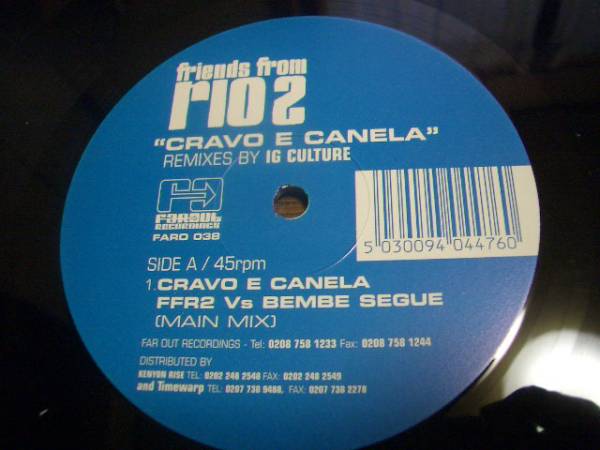 friends from
rio 2
"CRAVO E CANELA"
REMIXES BY IG CULTURE
Farout
RECORDINGS
FARO 038
5 030094 044760
SIDE A / 45rpm
1. CRAVO E CANELA
FFR2 Vs BEMBE SEGUE
(MAIN MIX)
FAR OUT RECORDINGS - Tel: 0208 758 1233 Fax: 0208 758 1244
DISTRIBUTED BY
KENYON RISE TEL: 0202 248 2548 FAX: 0202 248 2549
and Timewarp TEL: 0207 738 9488, FAX: 0207 738 2278